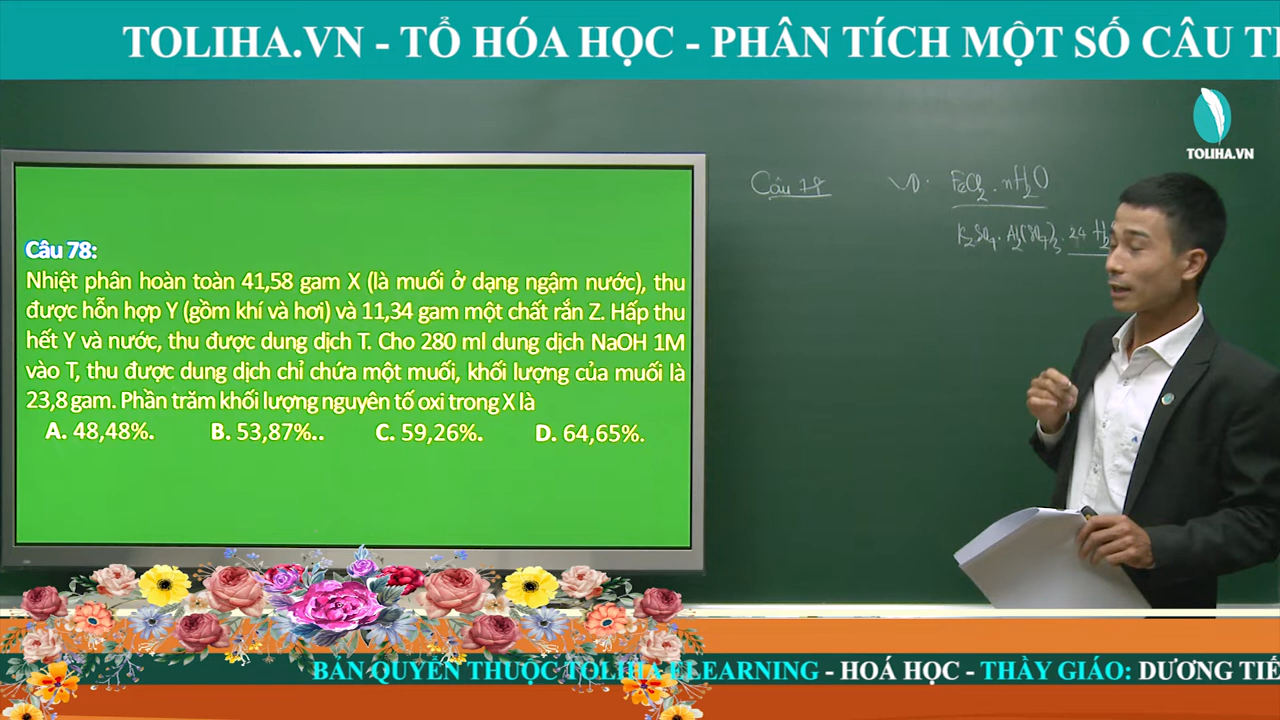 TOLIHA.VN - TỔ HÓA HỌC - PHÂN TÍCH MỘT SỐ CÂU
TOLIHA.VN
Câu 78:
Nhiệt phân hoàn toàn 41,58 gam X (là muối ở dạng ngậm nước), thu
được hỗn hợp Y (gồm khí và hơi) và 11,34 gam một chất rắn Z. Hấp thu
hết Y và nước, thu được dung dịch T. Cho 280 ml dung dịch NaOH 1M
vào T, thu được dung dịch chỉ chứa một muối, khối lượng của muối là
23,8 gam. Phần trăm khối lượng nguyên tố oxi trong X là
A. 48,48%. B. 53,87%.. C. 59,26%. D. 64,65%.
Câu 78 VD: FeCl2.nH2O
K2SO4.Al2(SO4)3.24 H2
BẢN QUYỀN THUỘC TOLIHA ELEARNING - HOÁ HỌC - THẦY GIÁO: DƯƠNG